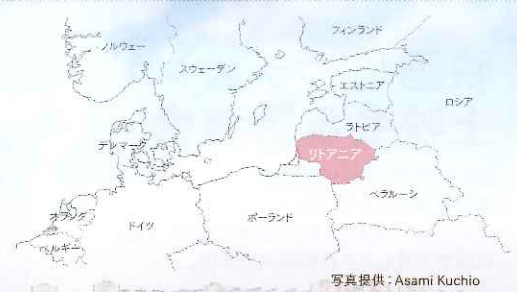 フィンランド
ノルウェー
スウェーデン
エストニア
ロシア
ラトビア
デルマーク
リトアニア
ベラルーシ
オランダ
ドイツ
ポーランド
ベルギー
写真提供：Asami Kuchio